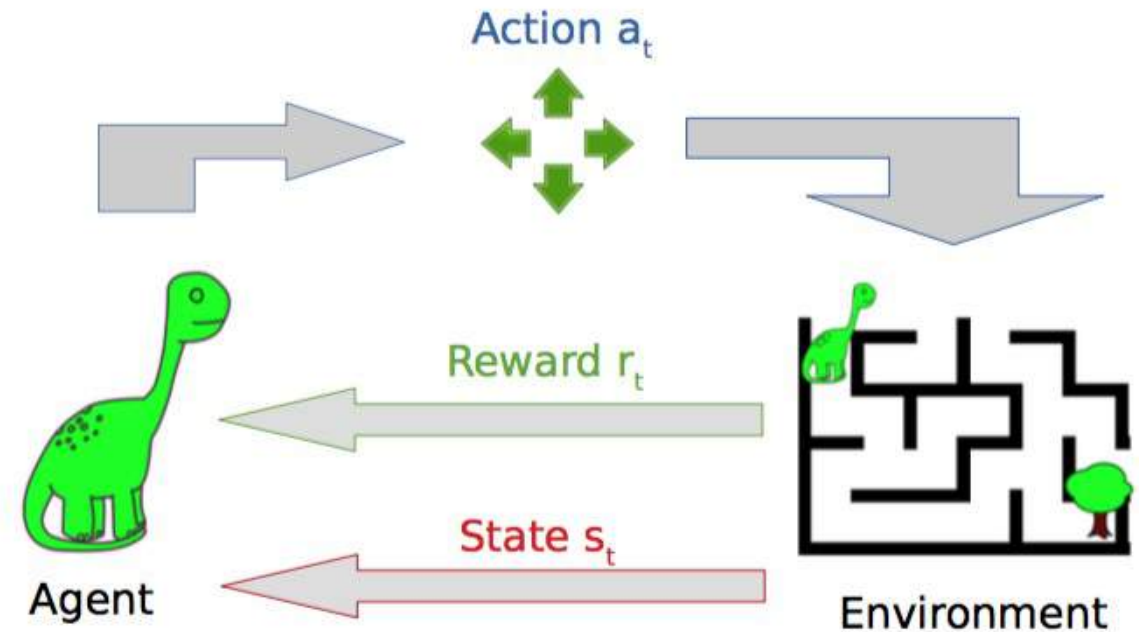 Action a_t
Reward r_t
State s_t
Agent
Environment